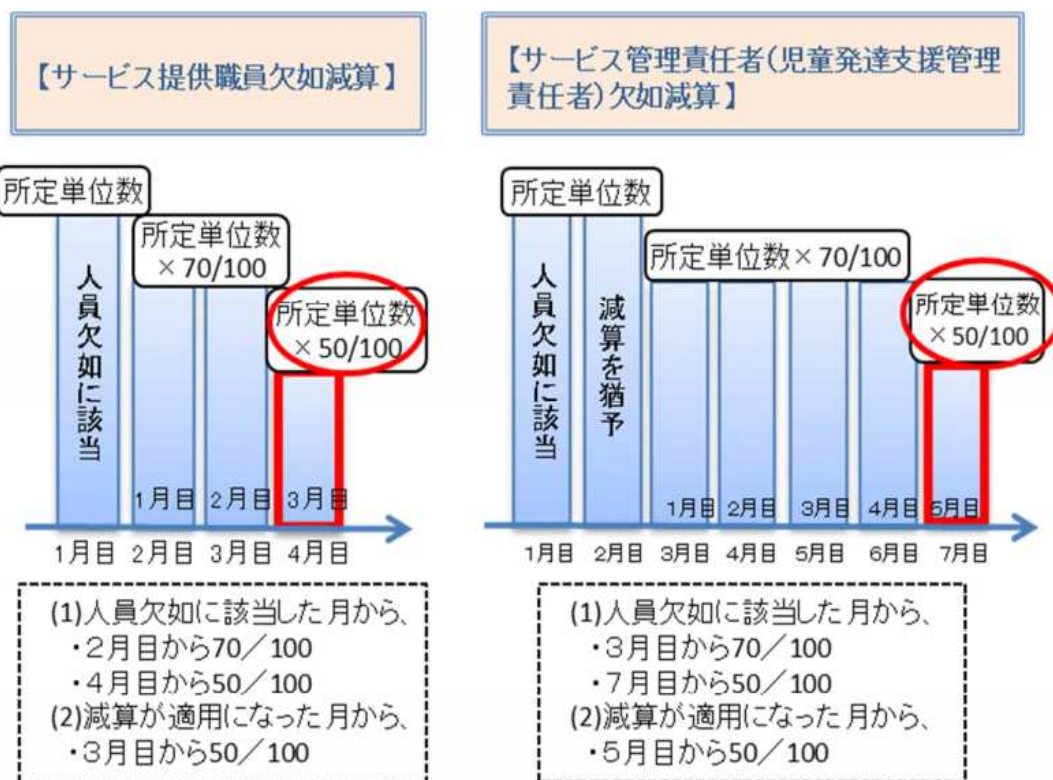 【サービス提供職員欠如減算】
所定単位数
所定単位数
×70/100
所定単位数
×50/100
人員欠如に該当
1月目 2月目 3月目
1月目 2月目 3月目 4月目
(1)人員欠如に該当した月から、
・２月目から70／100
・４月目から50／100
(2)減算が適用になった月から、
・３月目から50／100
【サービス管理責任者(児童発達支援管理
責任者)欠如減算】
所定単位数
所定単位数×70/100
所定単位数
×50/100
人員欠如に該当
減算を猶予
1月目 2月目 3月目 4月目 5月目
1月目 2月目 3月目 4月目 5月目 6月目 7月目
(1)人員欠如に該当した月から、
・３月目から70／100
・７月目から50／100
(2)減算が適用になった月から、
・５月目から50／100